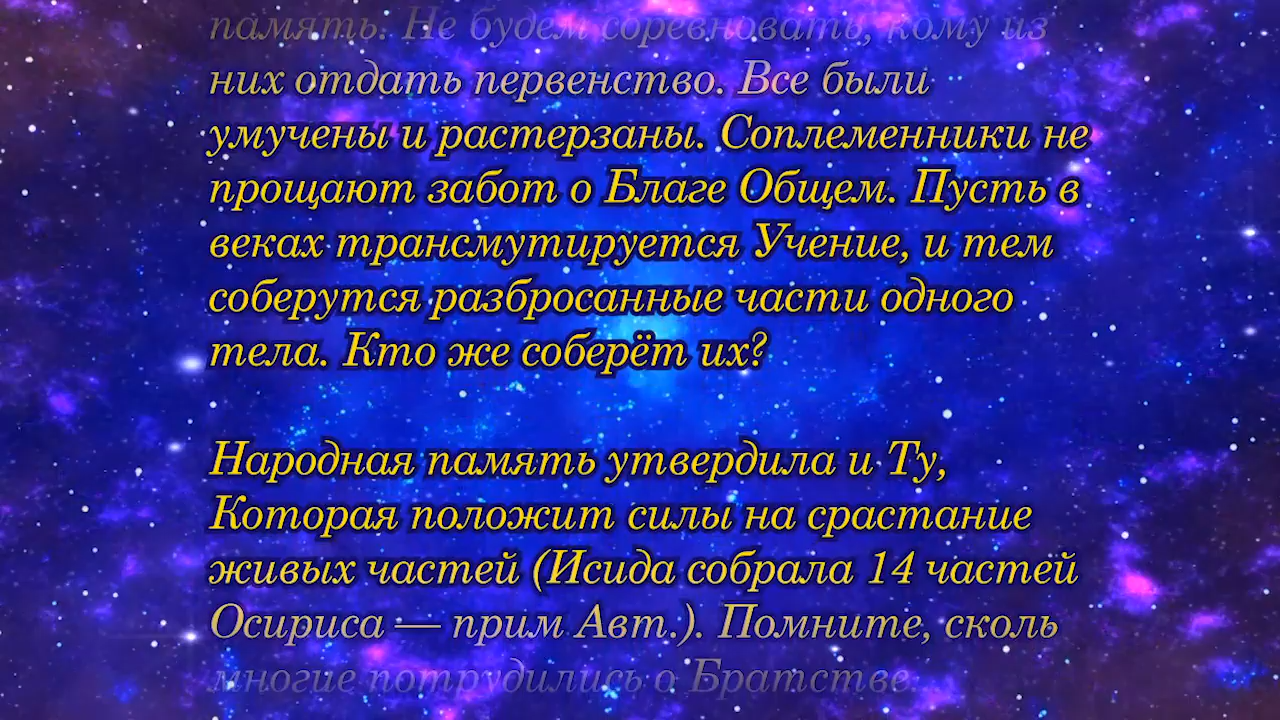 память. Не будем соревновать, кому из
них отдать первенство. Все были
умучены и растерзаны. Соплеменники не
прощают забот о Благе Общем. Пусть в
веках трансмутируется Учение, и тем
соберутся разбросанные части одного
тела. Кто же соберёт их?
Народная память утвердила и Ту,
Которая положит силы на срастание
живых частей (Исида собрала 14 частей
Осириса — прим Авт.). Помните, сколь
многие потрудились о Братстве.